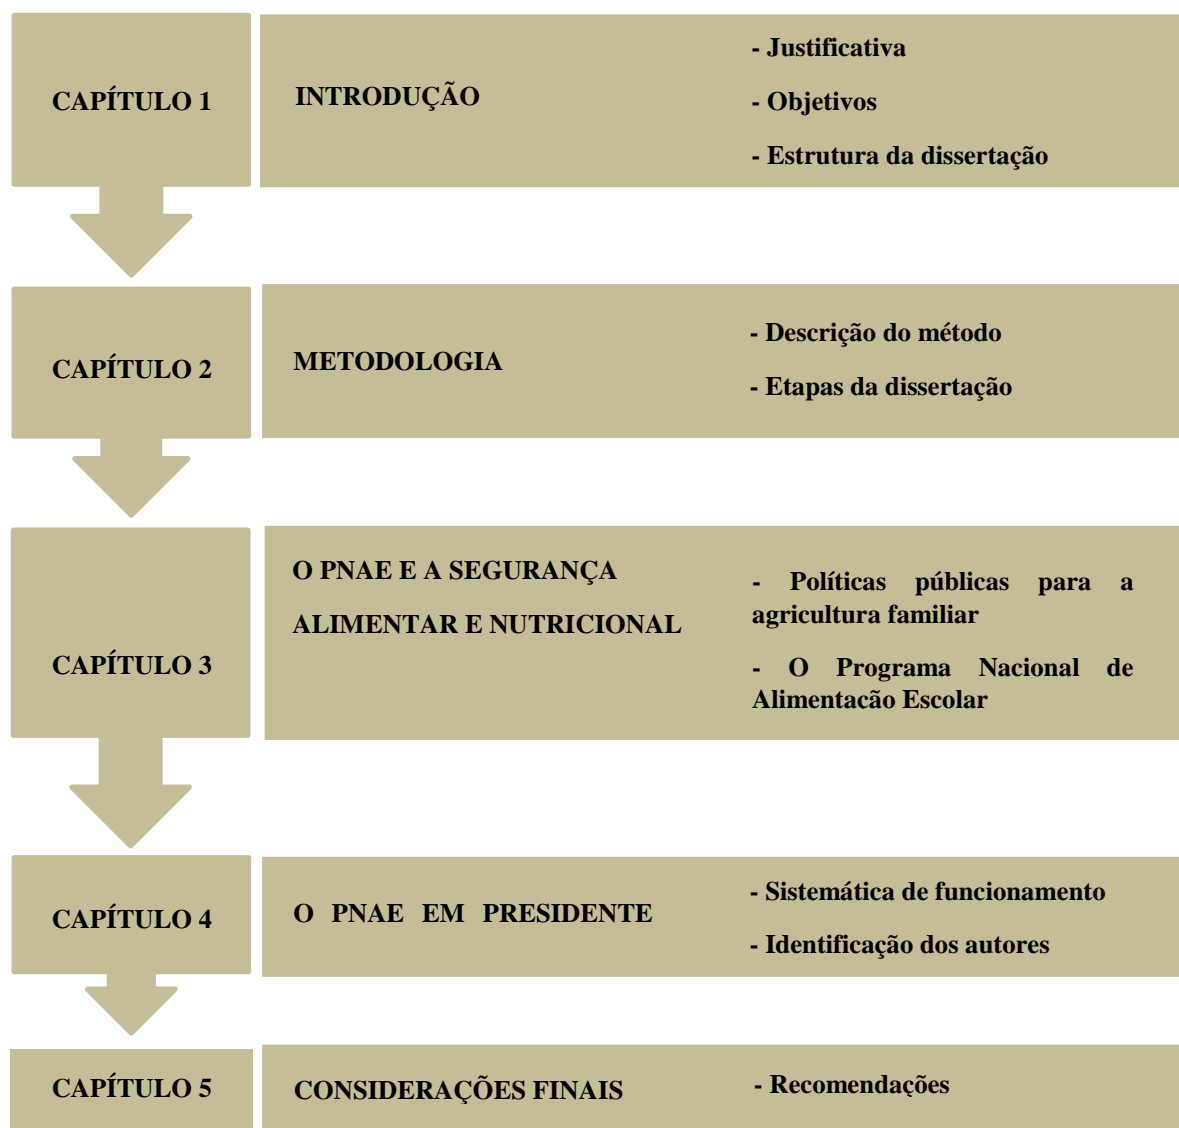 CAPÍTULO 1
INTRODUÇÃO
- Justificativa
- Objetivos
- Estrutura da dissertação
CAPÍTULO 2
METODOLOGIA
- Descrição do método
- Etapas da dissertação
CAPÍTULO 3
O PNAE E A SEGURANÇA
ALIMENTAR E NUTRICIONAL
- Políticas públicas para a
agricultura familiar
- O Programa Nacional de
Alimentacão Escolar
CAPÍTULO 4
O PNAE EM PRESIDENTE
- Sistemática de funcionamento
- Identificação dos autores
CAPÍTULO 5
CONSIDERAÇÕES FINAIS
- Recomendações